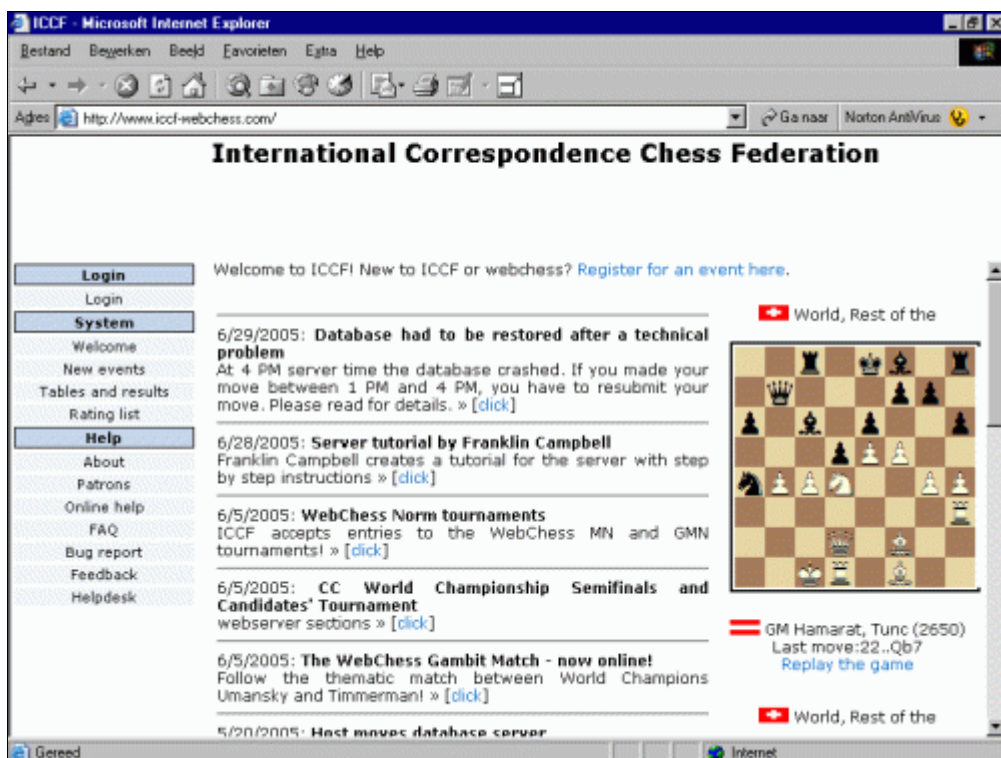 ICCF - Microsoft Internet Explorer
Bestand Bewerken Beeld Favorieten Extra Help
Adres http://www.iccf-webchess.com/ Ga naar Norton AntiVirus
International Correspondence Chess Federation
Login
Login
System
Welcome
New events
Tables and results
Rating list
Help
About
Patrons
Online help
FAQ
Bug report
Feedback
Helpdesk
Welcome to ICCF! New to ICCF or webchess? Register for an event here.
6/29/2005: Database had to be restored after a technical
problem
At 4 PM server time the database crashed. If you made your
move between 1 PM and 4 PM, you have to resubmit your
move. Please read for details. » [click]
6/28/2005: Server tutorial by Franklin Campbell
Franklin Campbell creates a tutorial for the server with step
by step instructions » [click]
6/5/2005: WebChess Norm tournaments
ICCF accepts entries to the WebChess MN and GMN
tournaments! » [click]
6/5/2005: CC World Championship Semifinals and
Candidates' Tournament
webserver sections » [click]
6/5/2005: The WebChess Gambit Match - now online!
Follow the thematic match between World Champions
Umansky and Timmerman! » [click]
5/20/2005: Host moves database server
World, Rest of the
GM Hamarat, Tunc (2650)
Last move:22..Qb7
Replay the game
World, Rest of the
Gereed Internet